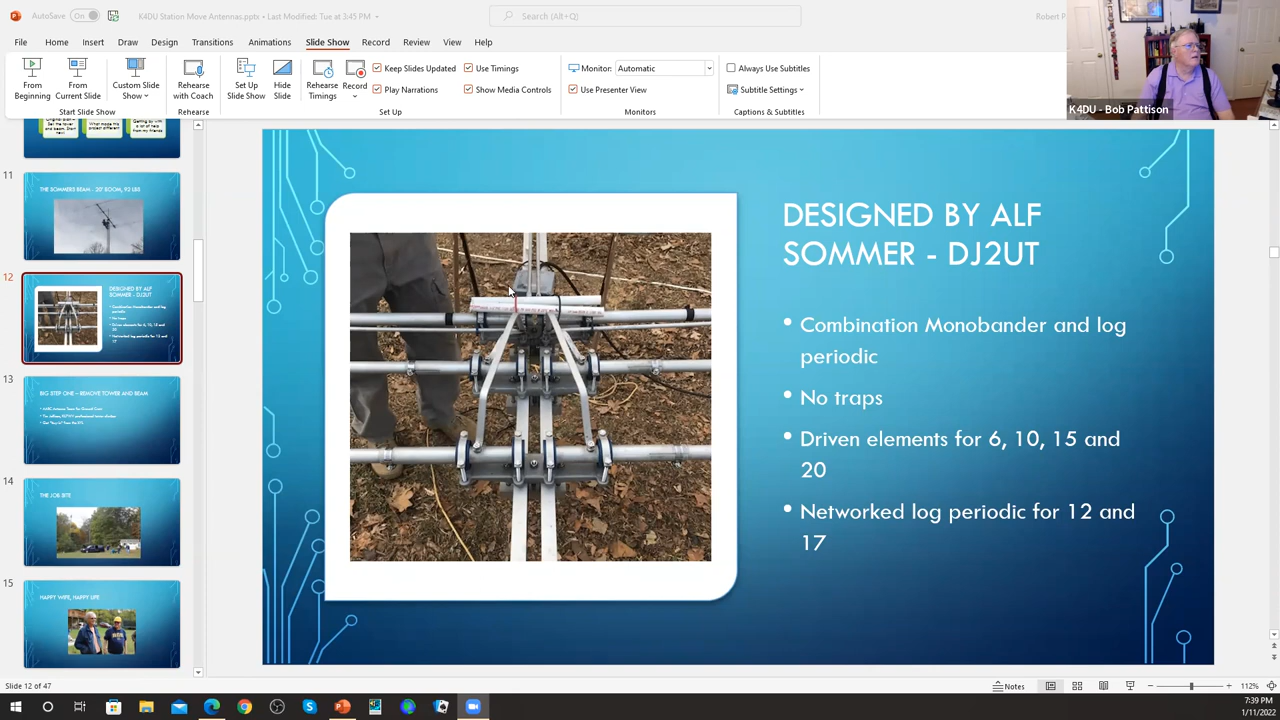 AutoSave On K4DU Station Move Antennas.pptx - Last Modified: Tue at 3:45 PM Search (Alt+Q) Robert P
File Home Insert Draw Design Transitions Animations Slide Show Record Review View Help
From Beginning
From Current Slide
Custom Slide Show
Start Slide Show
Rehearse with Coach
Rehearse
Set Up Slide Show
Hide Slide
Rehearse Timings
Record
Keep Slides Updated
Play Narrations
Use Timings
Show Media Controls
Set Up
Monitor: Automatic
Use Presenter View
Monitors
Always Use Subtitles
Subtitle Settings
Captions & Subtitles
K4DU - Bob Pattison
11
THE SOMMERS BEAM - 20' BOOM, 92 LBS
12
DESIGNED BY ALF
SOMMER - DJ2UT
13
BIG STEP ONE – REMOVE TOWER AND BEAM
14
THE JOB SITE
15
HAPPY WIFE, HAPPY LIFE
DESIGNED BY ALF
SOMMER - DJ2UT
• Combination Monobander and log
periodic
• No traps
• Driven elements for 6, 10, 15 and
20
• Networked log periodic for 12 and
17
Slide 12 of 47
Notes
112%
7:39 PM
1/11/2022